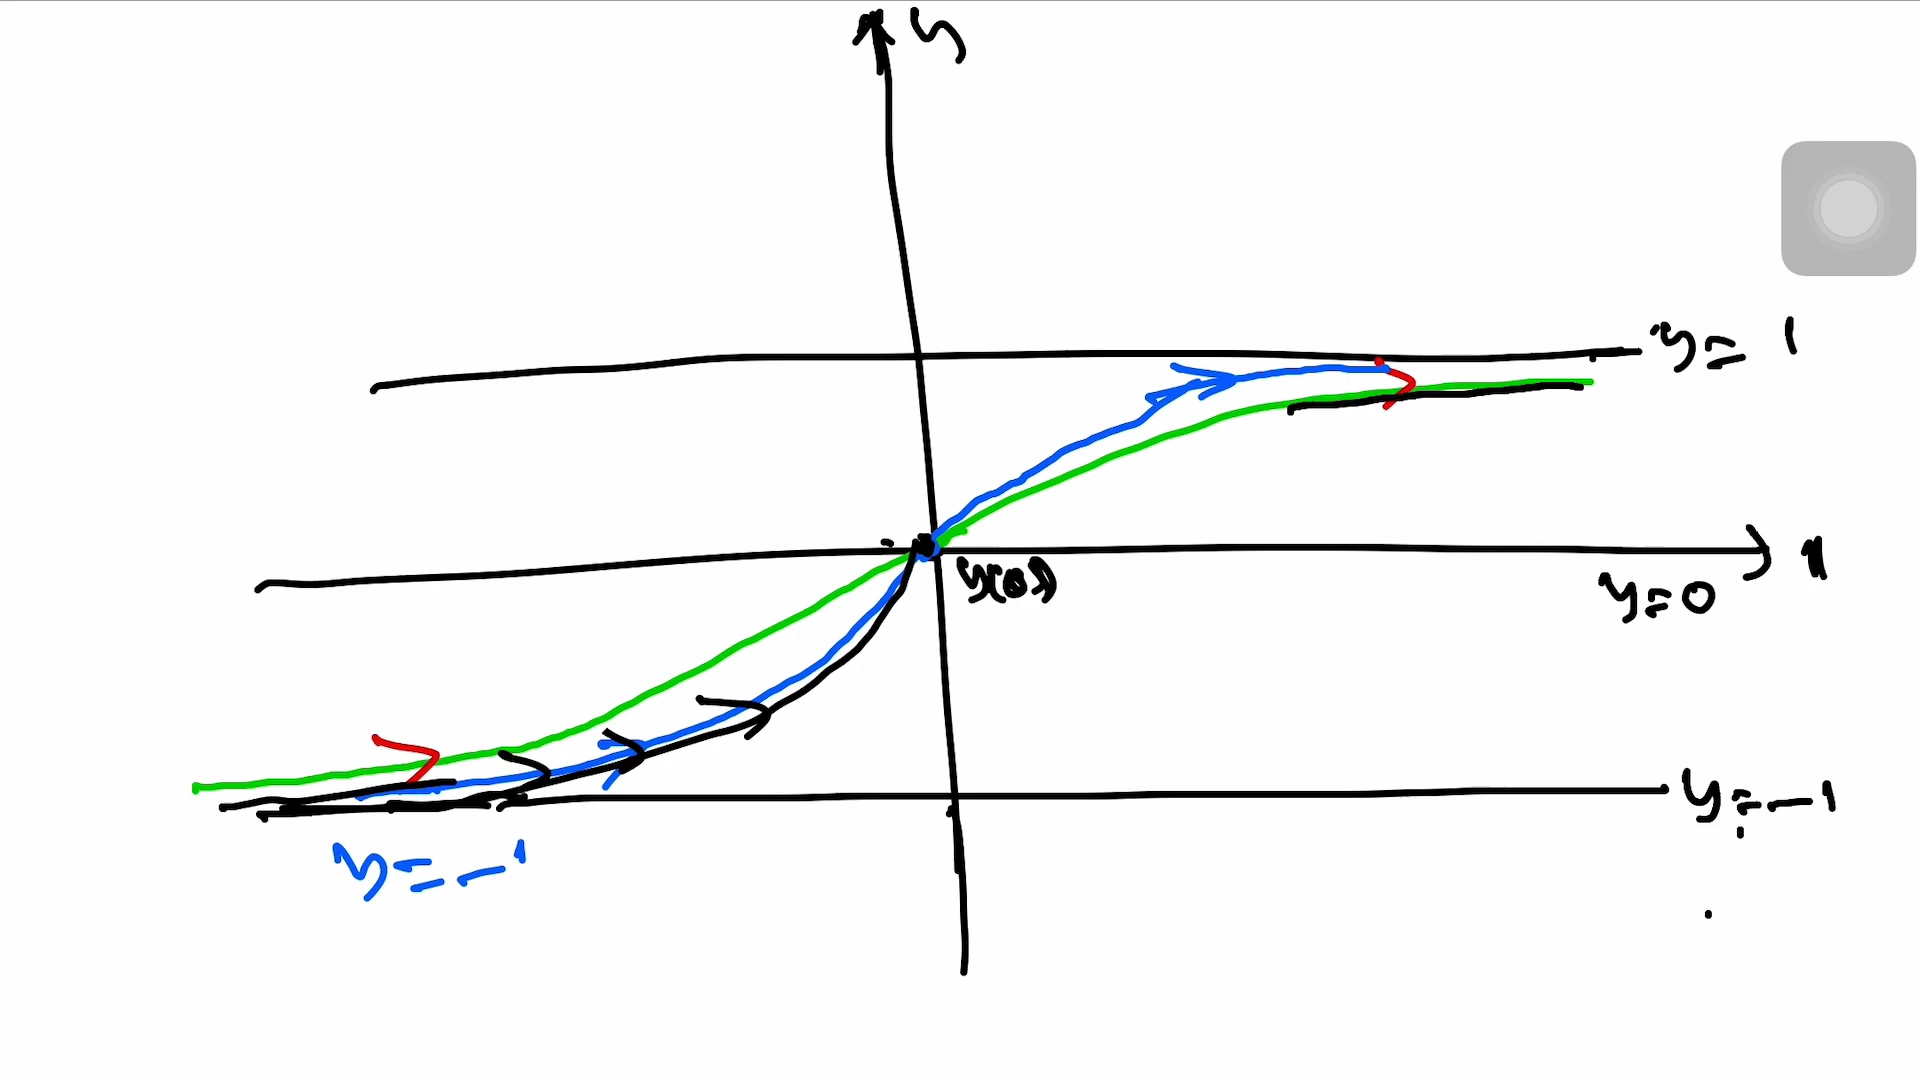 y
y = 1
x
y(0)
y = 0
y = -1
y = -1